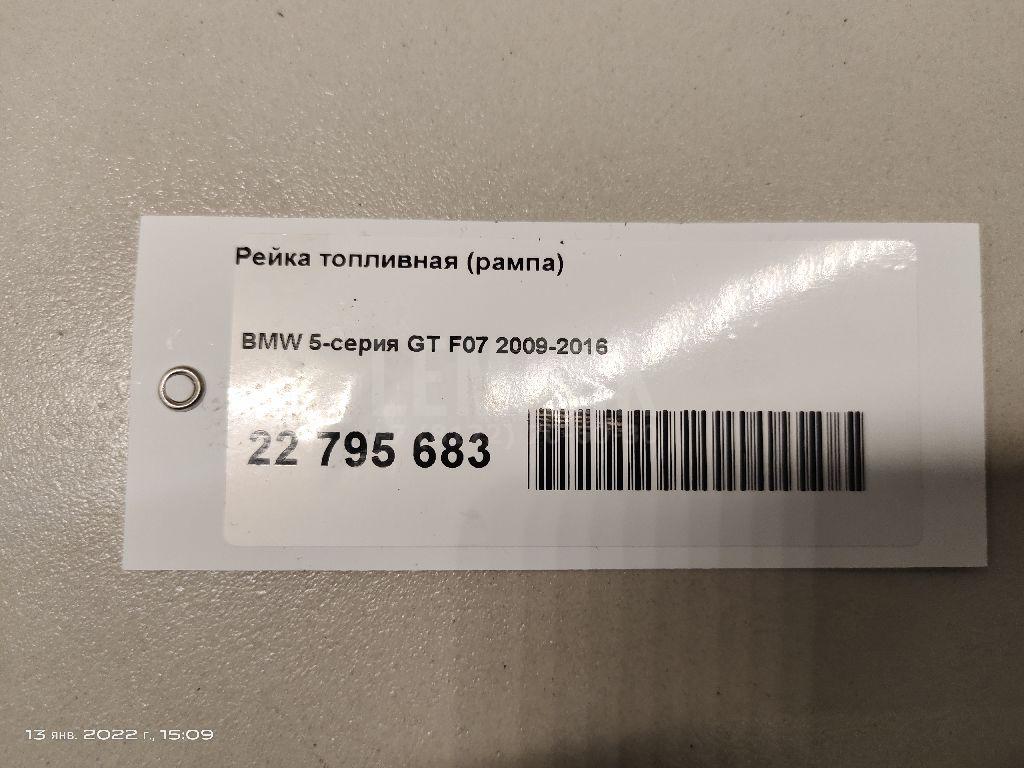 Рейка топливная (рампа)
BMW 5-серия GT F07 2009-2016
22 795 683
13 янв. 2022 г., 15:09